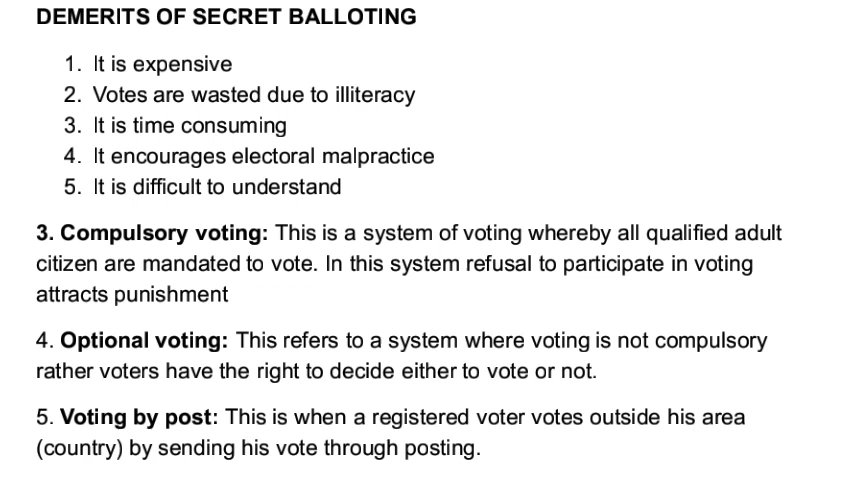 DEMERITS OF SECRET BALLOTING
1. It is expensive
2. Votes are wasted due to illiteracy
3. It is time consuming
4. It encourages electoral malpractice
5. It is difficult to understand
3. Compulsory voting: This is a system of voting whereby all qualified adult
citizen are mandated to vote. In this system refusal to participate in voting
attracts punishment
4. Optional voting: This refers to a system where voting is not compulsory
rather voters have the right to decide either to vote or not.
5. Voting by post: This is when a registered voter votes outside his area
(country) by sending his vote through posting.